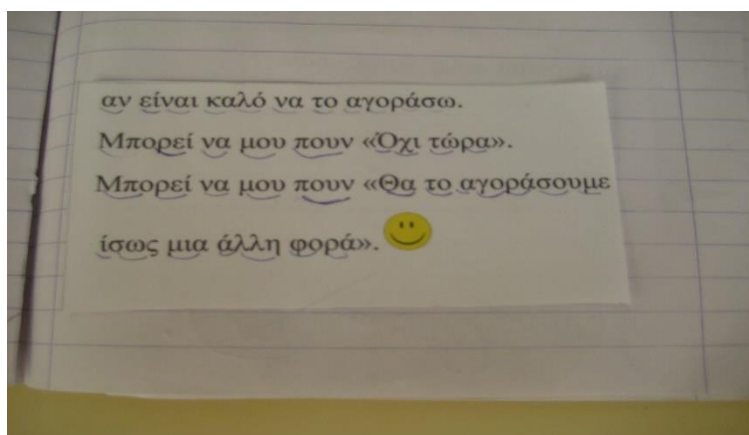 αν είναι καλό να το αγοράσω.
Μπορεί να μου πουν «Όχι τώρα».
Μπορεί να μου πουν «Θα το αγοράσουμε
ίσως μια άλλη φορά».